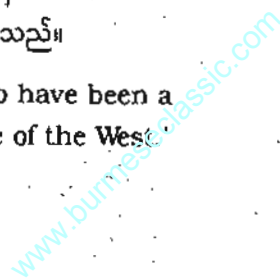 သည်။
o have been a
e of the West.'
www.burmeseclassic.com